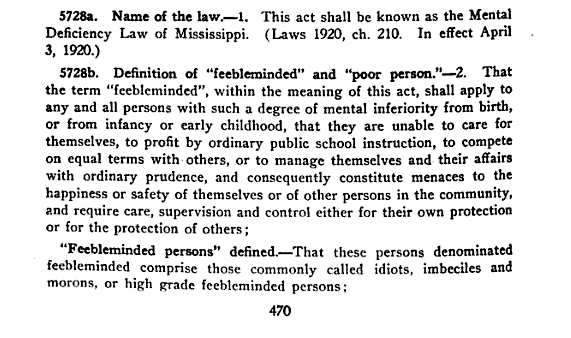 5728a. Name of the law.—1. This act shall be known as the Mental
Deficiency Law of Mississippi. (Laws 1920, ch. 210. In effect April
3, 1920.)
5728b. Definition of "feebleminded" and "poor person."—2. That
the term "feebleminded", within the meaning of this act, shall apply to
any and all persons with such a degree of mental inferiority from birth,
or from infancy or early childhood, that they are unable to care for
themselves, to profit by ordinary public school instruction, to compete
on equal terms with others, or to manage themselves and their affairs
with ordinary prudence, and consequently constitute menaces to the
happiness or safety of themselves or of other persons in the community,
and require care, supervision and control either for their own protection
or for the protection of others;
"Feebleminded persons" defined.—That these persons denominated
feebleminded comprise those commonly called idiots, imbeciles and
morons, or high grade feebleminded persons;
470